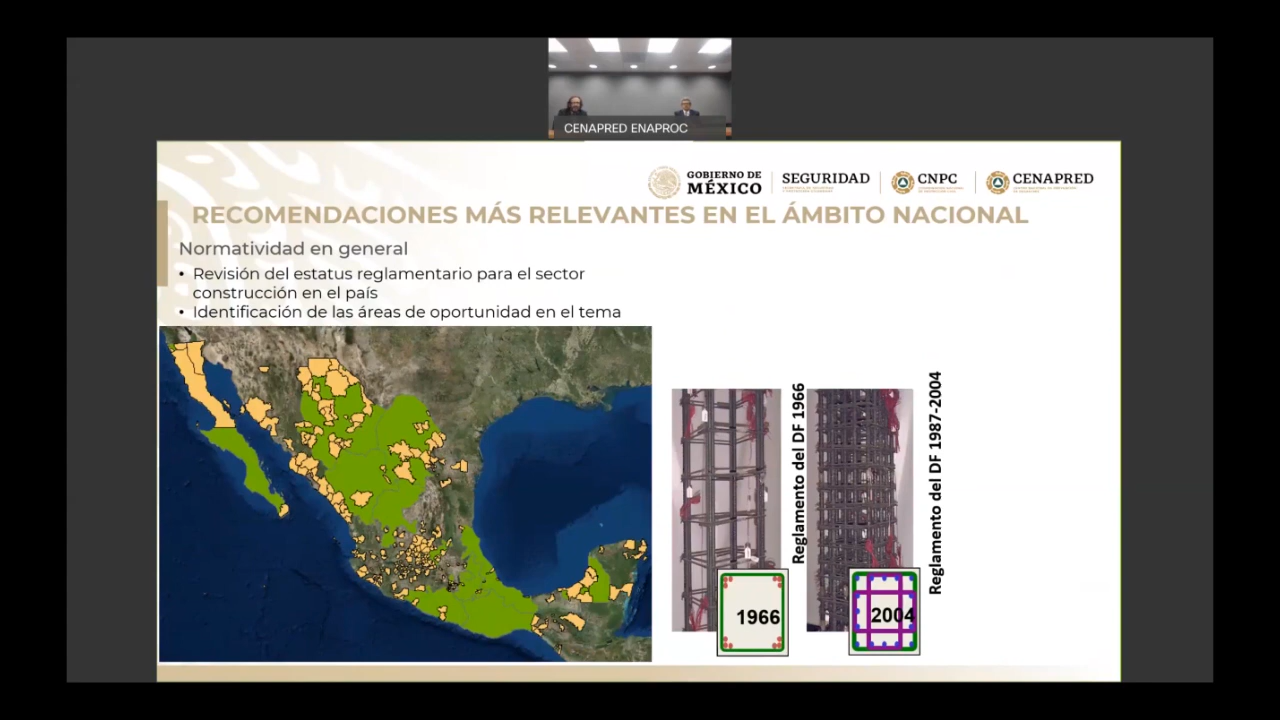 CENAPRED ENAPROC
GOBIERNO DE
MÉXICO
SEGURIDAD
CNPC
CENAPRED
RECOMENDACIONES MÁS RELEVANTES EN EL ÁMBITO NACIONAL
Normatividad en general
• Revisión del estatus reglamentario para el sector
construcción en el país
• Identificación de las áreas de oportunidad en el tema
Reglamento del DF 1966
Reglamento del DF 1987-2004
1966
2004